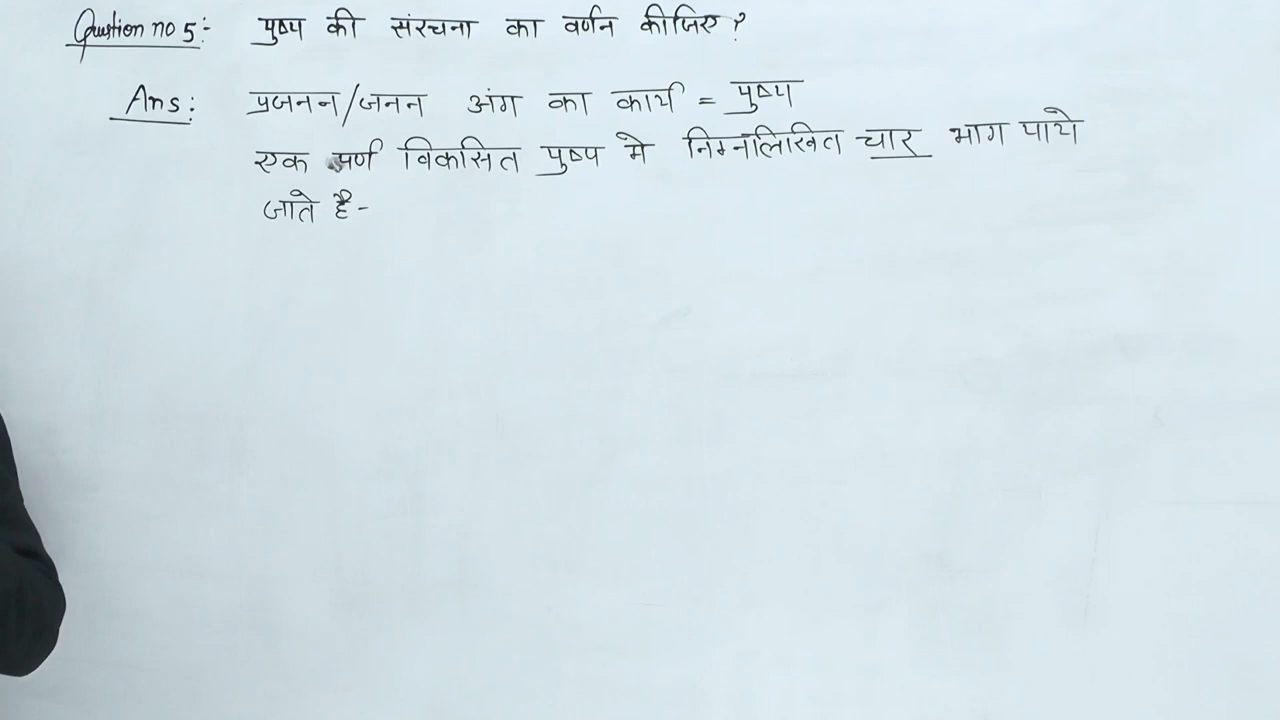 Question no 5:- पुष्प की संरचना का वर्णन कीजिए ?
Ans: प्रजनन/जनन अंग का कार्य = पुष्प
एक पूर्ण विकसित पुष्प मे निम्नलिखित चार भाग पाये
जाते है-